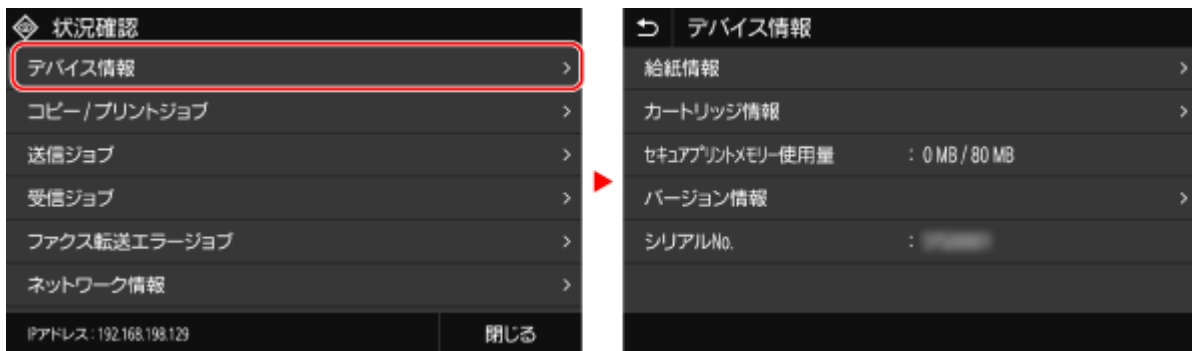 状況確認
デバイス情報
コピー/プリントジョブ
送信ジョブ
受信ジョブ
ファクス転送エラージョブ
ネットワーク情報
IPアドレス：192.168.198.129
閉じる
デバイス情報
給紙情報
カートリッジ情報
セキュアプリントメモリー使用量 : 0 MB / 80 MB
バージョン情報
シリアルNo. :